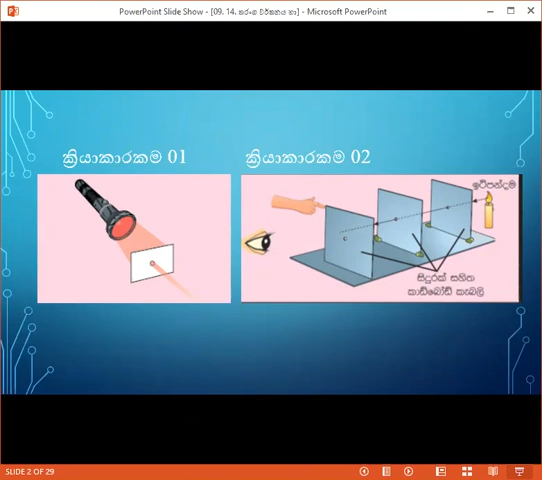 PowerPoint Slide Show - [09. 14. තරංග වර්තනය හා] - Microsoft PowerPoint
ක්‍රියාකාරකම 01
ක්‍රියාකාරකම 02
ඉටිපන්දම
සිදුරක් සහිත
කාඩ්බෝඩ් කැබලි
SLIDE 2 OF 29